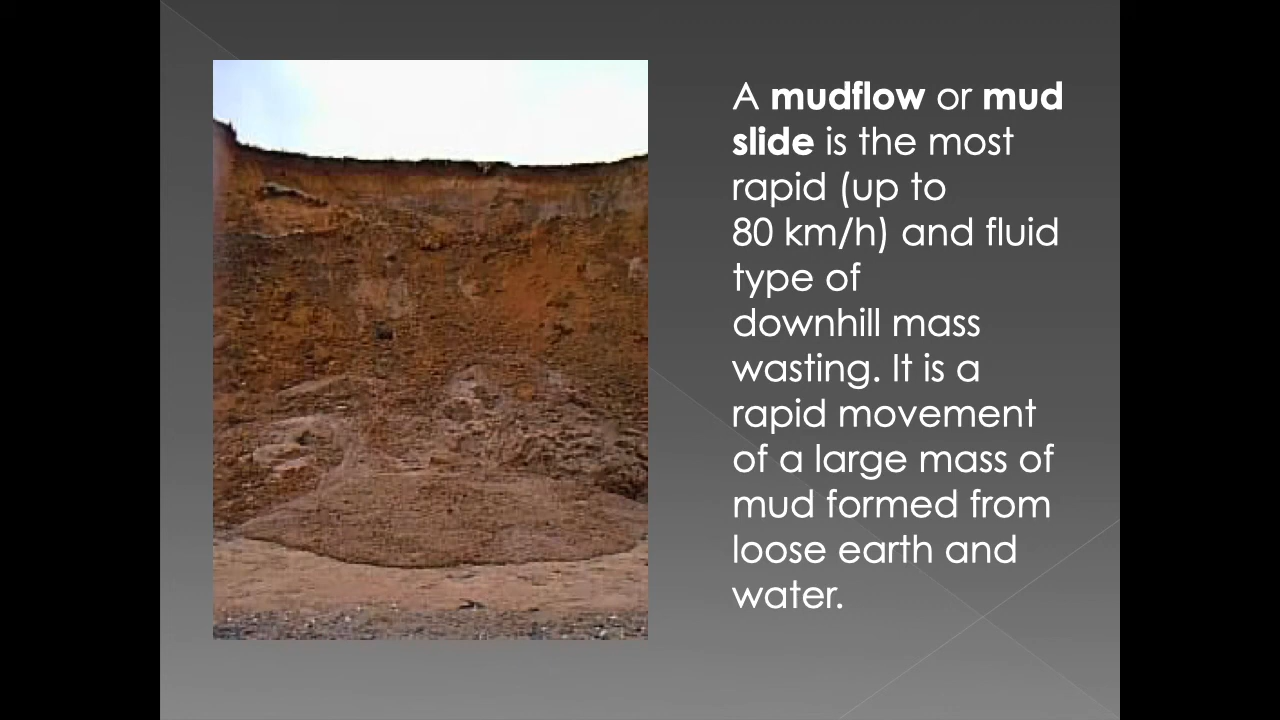 A mudflow or mud
slide is the most
rapid (up to
80 km/h) and fluid
type of
downhill mass
wasting. It is a
rapid movement
of a large mass of
mud formed from
loose earth and
water.